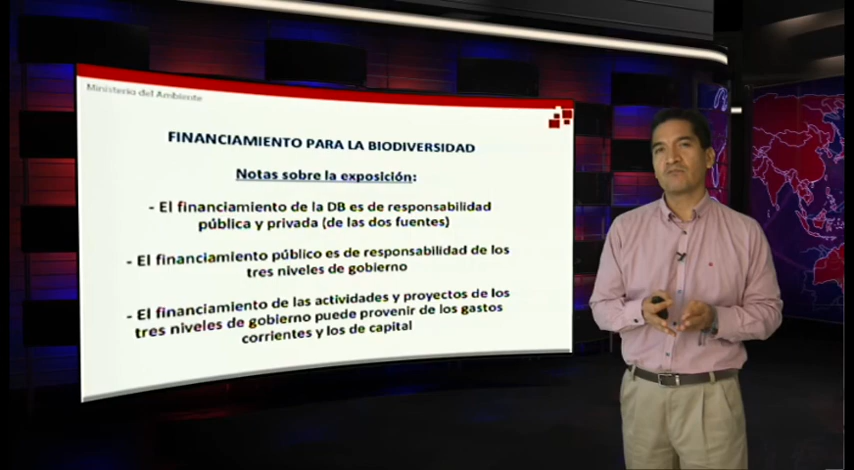 Ministerio del Ambiente
FINANCIAMIENTO PARA LA BIODIVERSIDAD
Notas sobre la exposición:
- El financiamiento de la DB es de responsabilidad
pública y privada (de las dos fuentes)
- El financiamiento público es de responsabilidad de los
tres niveles de gobierno
- El financiamiento de las actividades y proyectos de los
tres niveles de gobierno puede provenir de los gastos
corrientes y los de capital